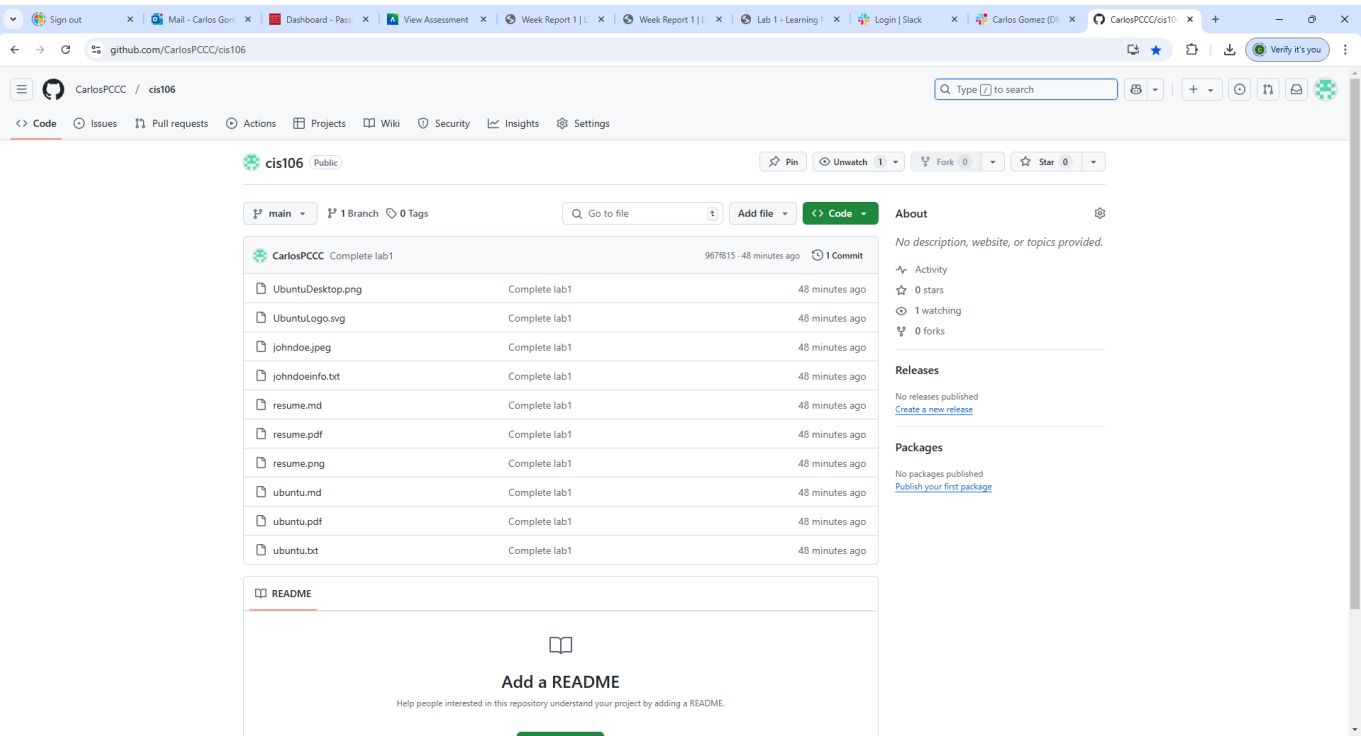 Sign out
Mail - Carlos Gom
Dashboard - Pass
View Assessment
Week Report 1 | L
Week Report 1 | L
Lab 1 - Learning M
Login | Slack
Carlos Gomez (DM
CarlosPCCC/cis10
github.com/CarlosPCCC/cis106
Verify it's you
CarlosPCCC / cis106
Type / to search
Code Issues Pull requests Actions Projects Wiki Security Insights Settings
cis106 Public
Pin Unwatch 1 Fork 0 Star 0
main 1 Branch 0 Tags
Go to file t
Add file
<> Code
CarlosPCCC Complete lab1 967f815 · 48 minutes ago 1 Commit
UbuntuDesktop.png Complete lab1 48 minutes ago
UbuntuLogo.svg Complete lab1 48 minutes ago
johndoe.jpeg Complete lab1 48 minutes ago
johndoeinfo.txt Complete lab1 48 minutes ago
resume.md Complete lab1 48 minutes ago
resume.pdf Complete lab1 48 minutes ago
resume.png Complete lab1 48 minutes ago
ubuntu.md Complete lab1 48 minutes ago
ubuntu.pdf Complete lab1 48 minutes ago
ubuntu.txt Complete lab1 48 minutes ago
README
Add a README
Help people interested in this repository understand your project by adding a README.
About
No description, website, or topics provided.
Activity
0 stars
1 watching
0 forks
Releases
No releases published
Create a new release
Packages
No packages published
Publish your first package